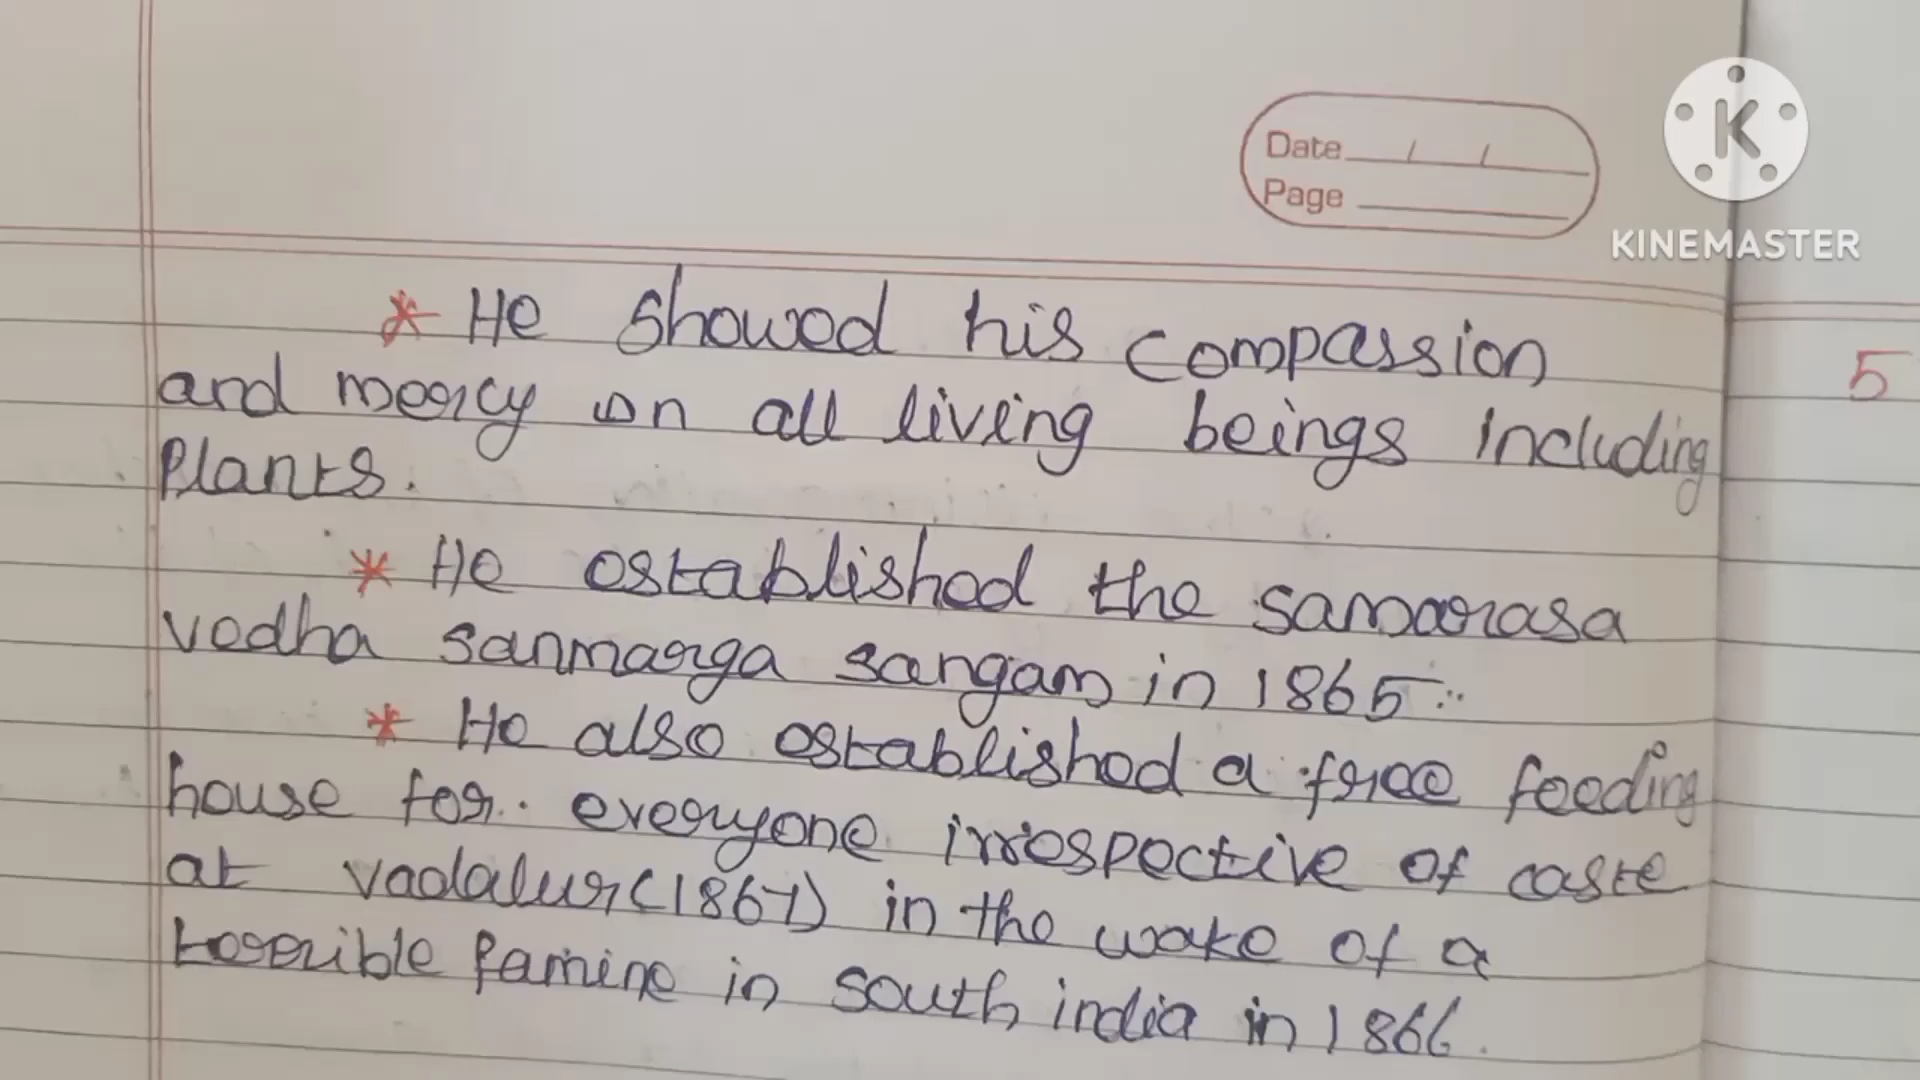 Date / /
Page
K
KINEMASTER
* He showed his compassion
and mercy on all living beings including
Plants.
5
* He established the samarasa
vedha sanmarga sangam in 1865.
* He also established a free feeding
house for everyone irrespective of caste
at vadalur (1867) in the wake of a
terrible famine in south india in 1866.